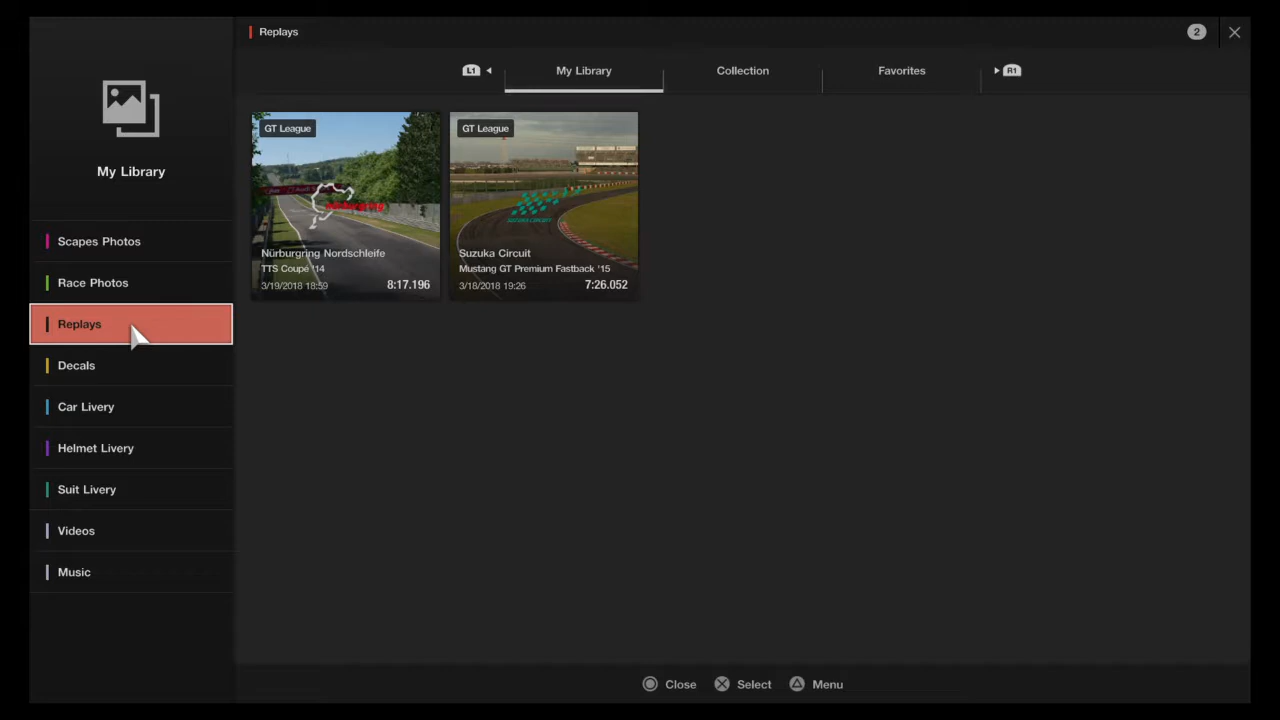 My Library
Scapes Photos
Race Photos
Replays
Decals
Car Livery
Helmet Livery
Suit Livery
Videos
Music
Replays
2
L1
My Library
Collection
Favorites
R1
GT League
Nürburgring
Nürburgring Nordschleife
TTS Coupé '14
3/19/2018 18:59
8:17.196
GT League
SUZUKA CIRCUIT
Suzuka Circuit
Mustang GT Premium Fastback '15
3/18/2018 19:26
7:26.052
Close
Select
Menu